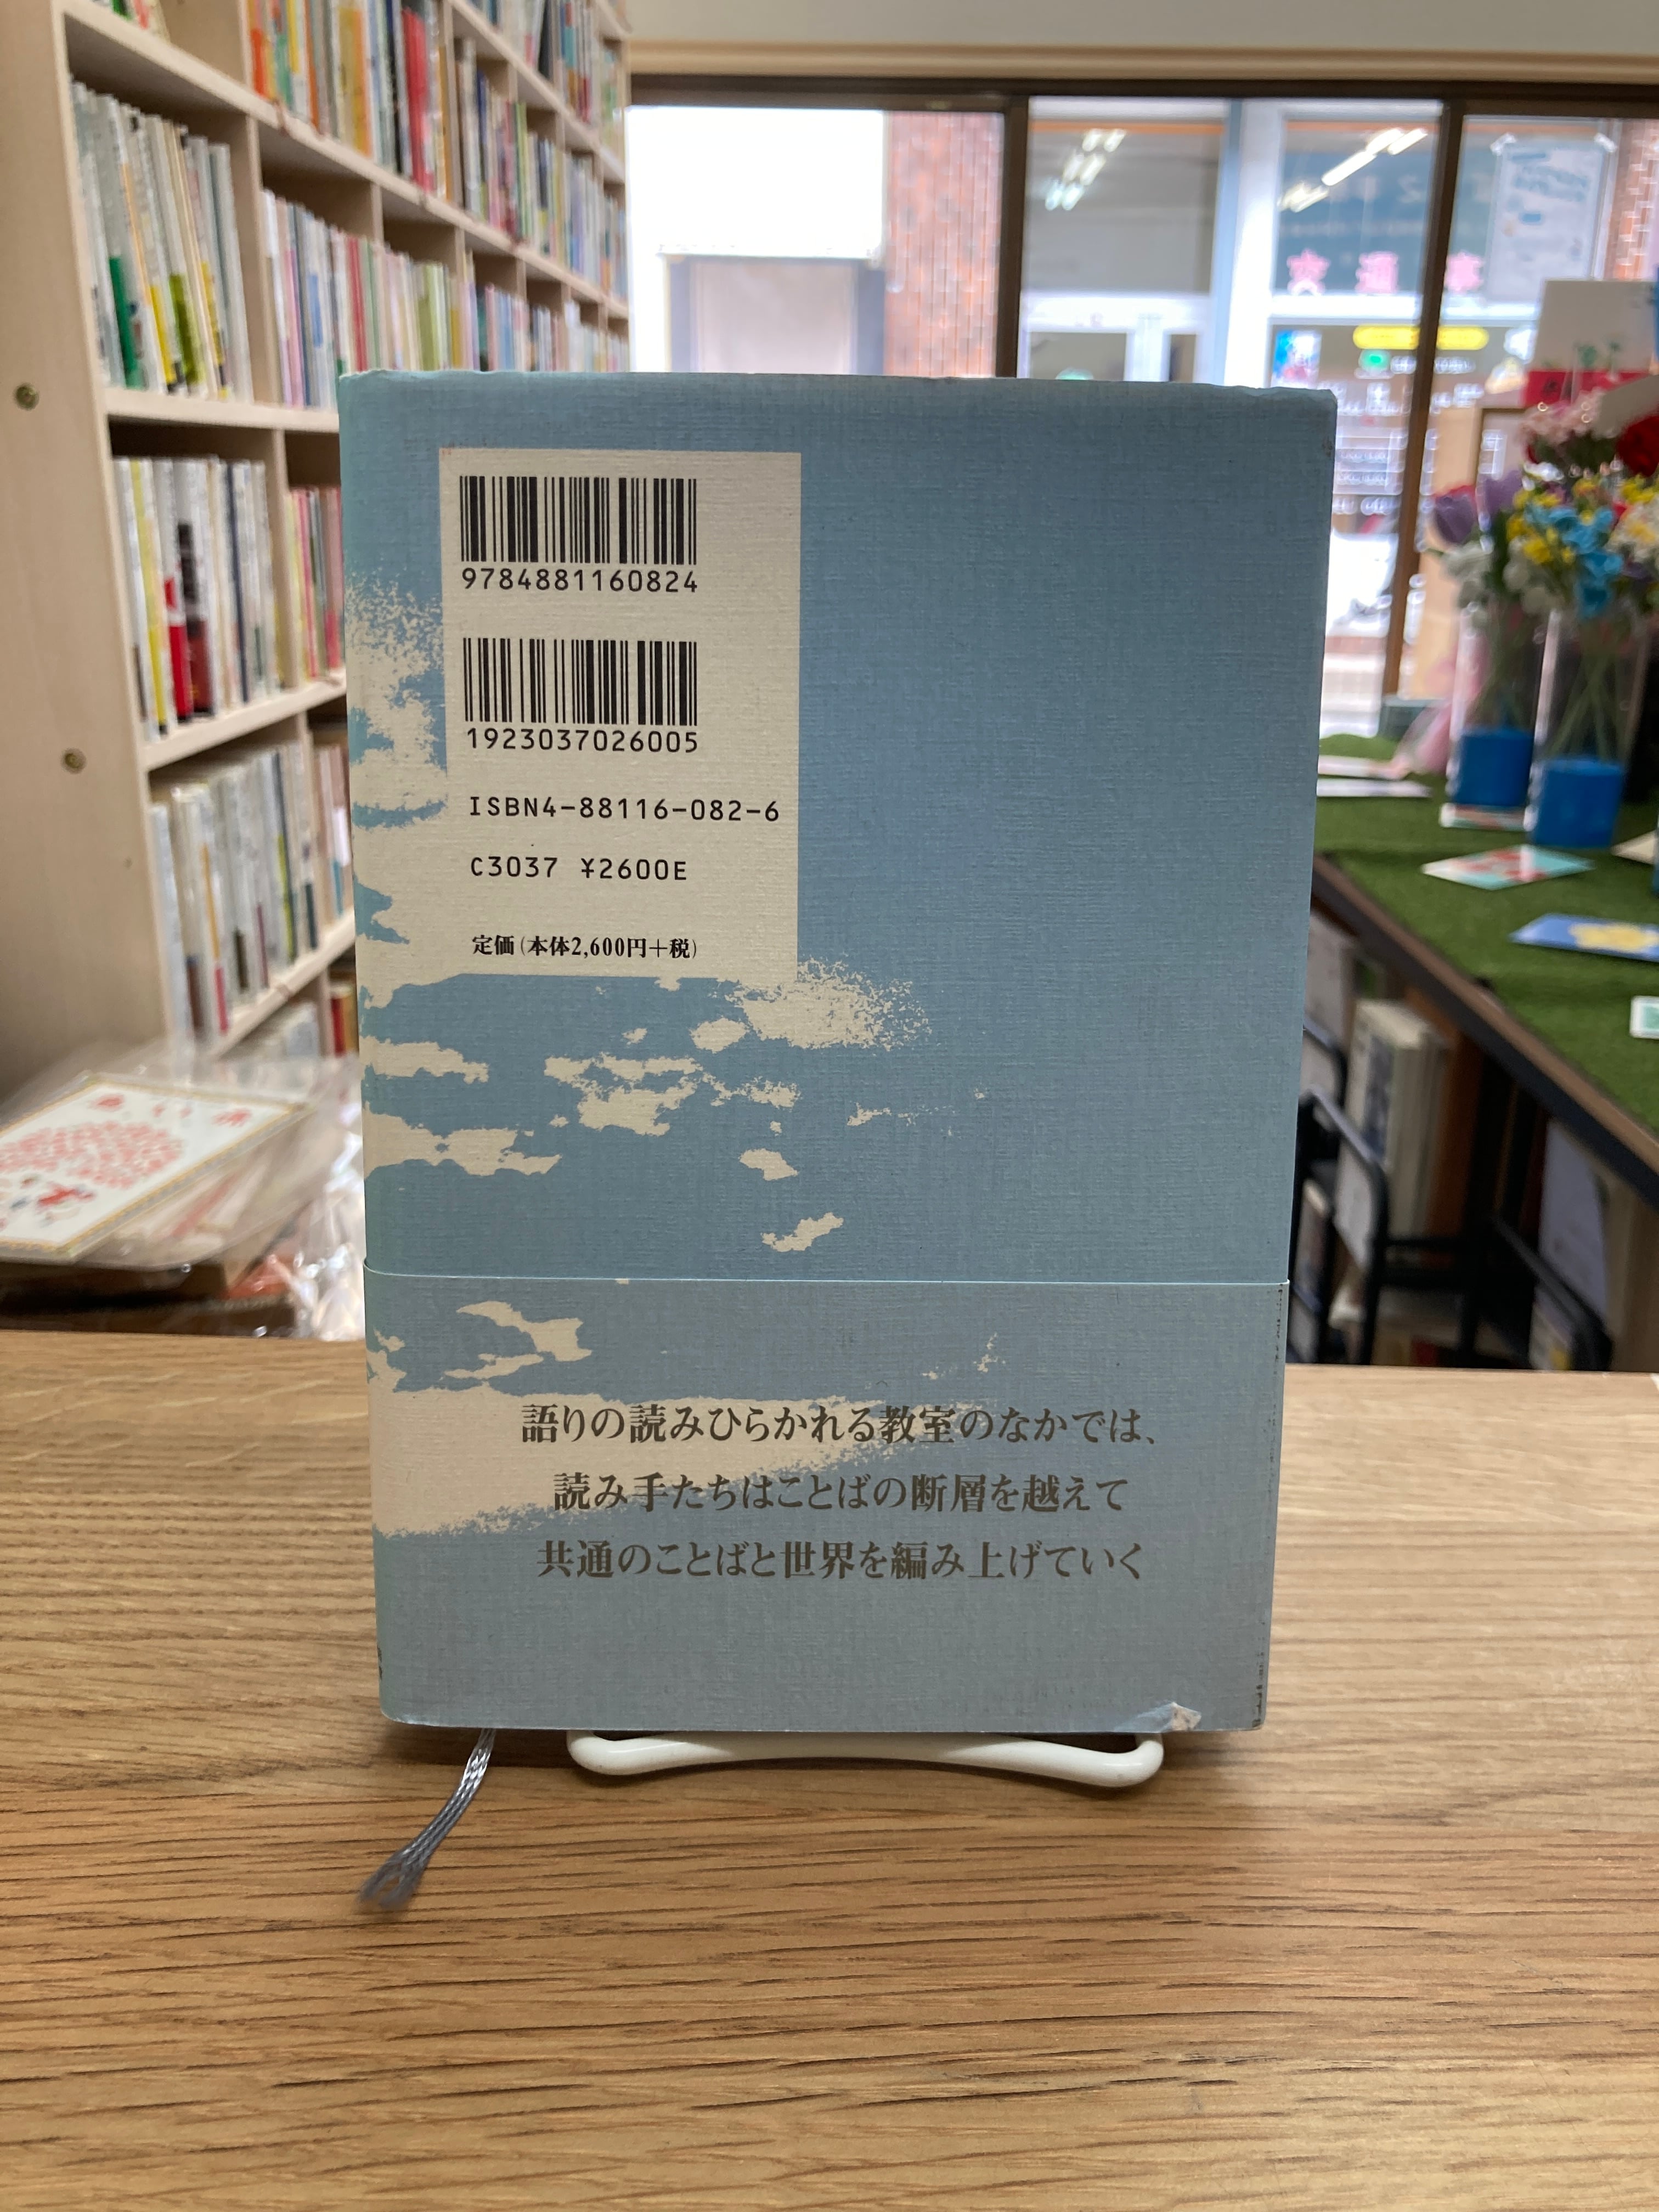 9784881160824
1923037026005
ISBN4-88116-082-6
C3037 ¥2600E
定価(本体2,600円+税)
語りの読みひらかれる教室のなかでは、
読み手たちはことばの断層を越えて
共通のことばと世界を編み上げていく